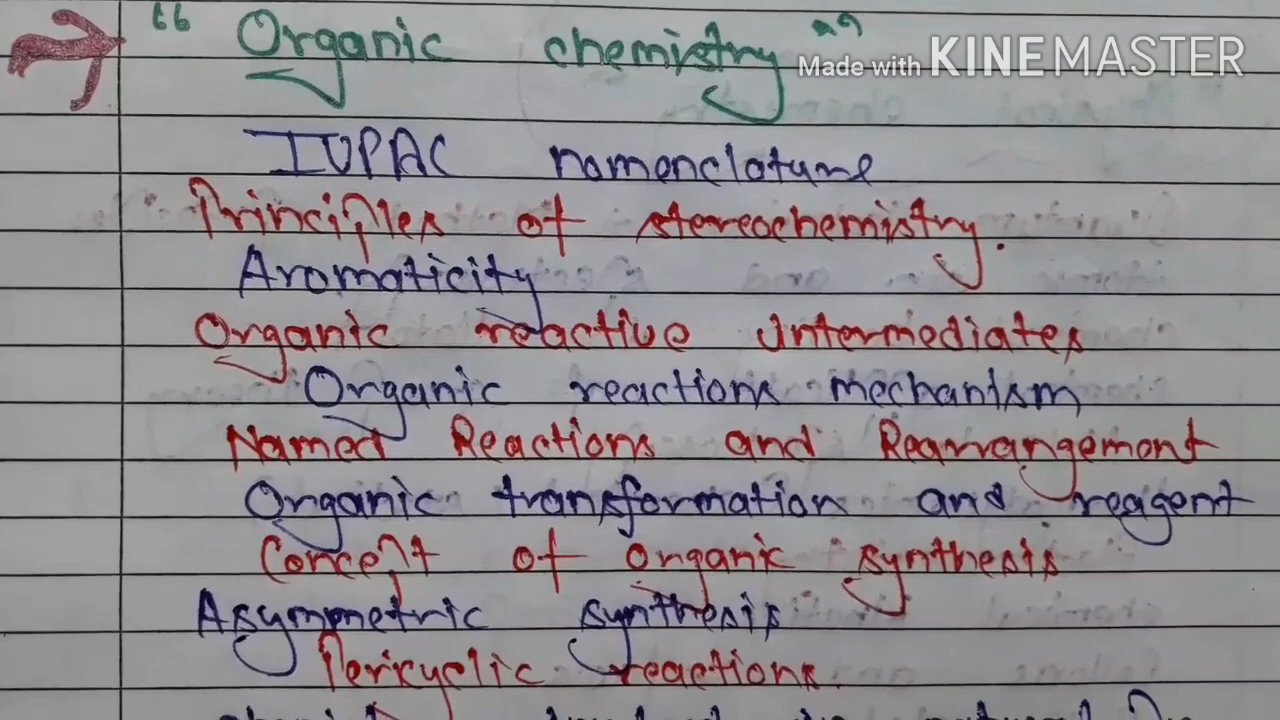 “ Organic chemistry ”
Made with KINEMASTER
IUPAC nomenclature
Principles of stereochemistry.
Aromaticity
Organic reactive intermediates
Organic reactions mechanism
Named Reactions and Rearrangement
Organic transformation and reagent
Concept of organic synthesis
Asymmetric synthesis
Pericyclic reactions.